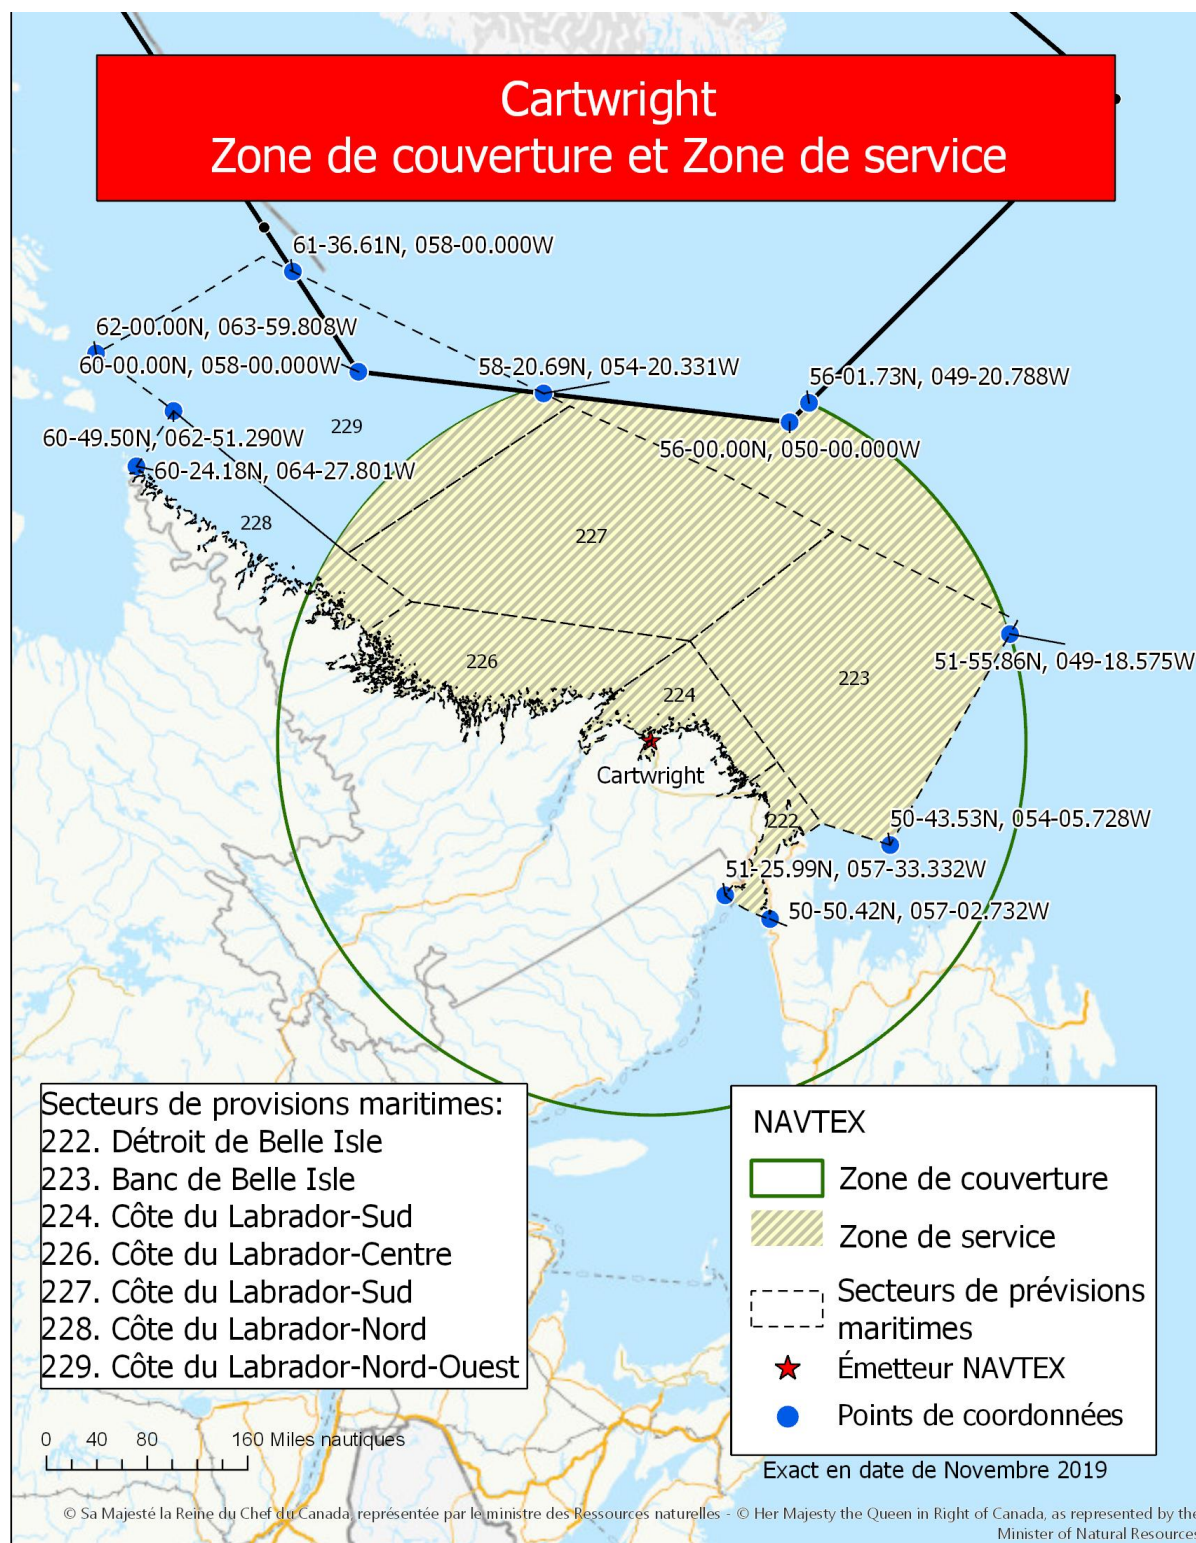 Cartwright
Zone de couverture et Zone de service
61-36.61N, 058-00.000W
62-00.00N, 063-59.808W
60-00.00N, 058-00.000W
58-20.69N, 054-20.331W
56-01.73N, 049-20.788W
229
60-49.50N, 062-51.290W
56-00.00N, 050-00.000W
60-24.18N, 064-27.801W
228
227
226
51-55.86N, 049-18.575W
223
224
Cartwright
222
50-43.53N, 054-05.728W
51-25.99N, 057-33.332W
50-50.42N, 057-02.732W
Secteurs de provisions maritimes:
222. Détroit de Belle Isle
223. Banc de Belle Isle
224. Côte du Labrador-Sud
226. Côte du Labrador-Centre
227. Côte du Labrador-Sud
228. Côte du Labrador-Nord
229. Côte du Labrador-Nord-Ouest
NAVTEX
Zone de couverture
Zone de service
Secteurs de prévisions
maritimes
Émetteur NAVTEX
Points de coordonnées
0 40 80 160 Miles nautiques
Exact en date de Novembre 2019
© Sa Majesté la Reine du Chef du Canada, représentée par le ministre des Ressources naturelles - © Her Majesty the Queen in Right of Canada, as represented by the
Minister of Natural Resources